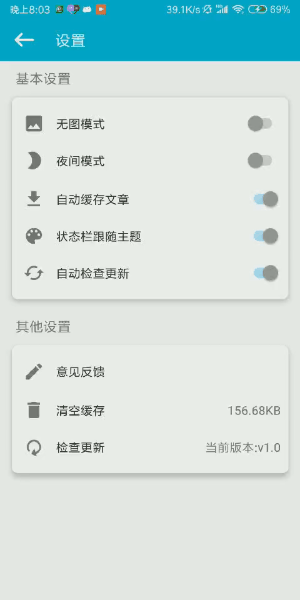 晚上8:03 39.1K/s 69%
设置
基本设置
无图模式
夜间模式
自动缓存文章
状态栏跟随主题
自动检查更新
其他设置
意见反馈
清空缓存 156.68KB
检查更新 当前版本:v1.0